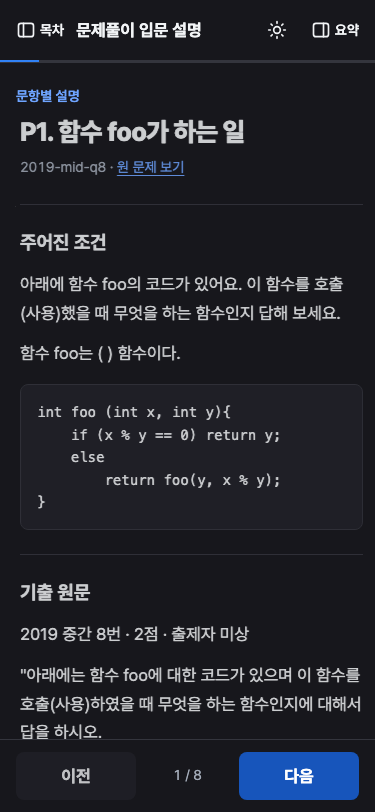 목차 문제풀이 입문 설명 요약
문항별 설명
P1. 함수 foo가 하는 일
2019-mid-q8 · 원 문제 보기
주어진 조건
아래에 함수 foo의 코드가 있어요. 이 함수를 호출
(사용)했을 때 무엇을 하는 함수인지 답해 보세요.
함수 foo는 ( ) 함수이다.
int foo (int x, int y){
    if (x % y == 0) return y;
    else
        return foo(y, x % y);
}
기출 원문
2019 중간 8번 · 2점 · 출제자 미상
"아래에는 함수 foo에 대한 코드가 있으며 이 함수를
호출(사용)하였을 때 무엇을 하는 함수인지에 대해서
답을 하시오.
이전 1 / 8 다음